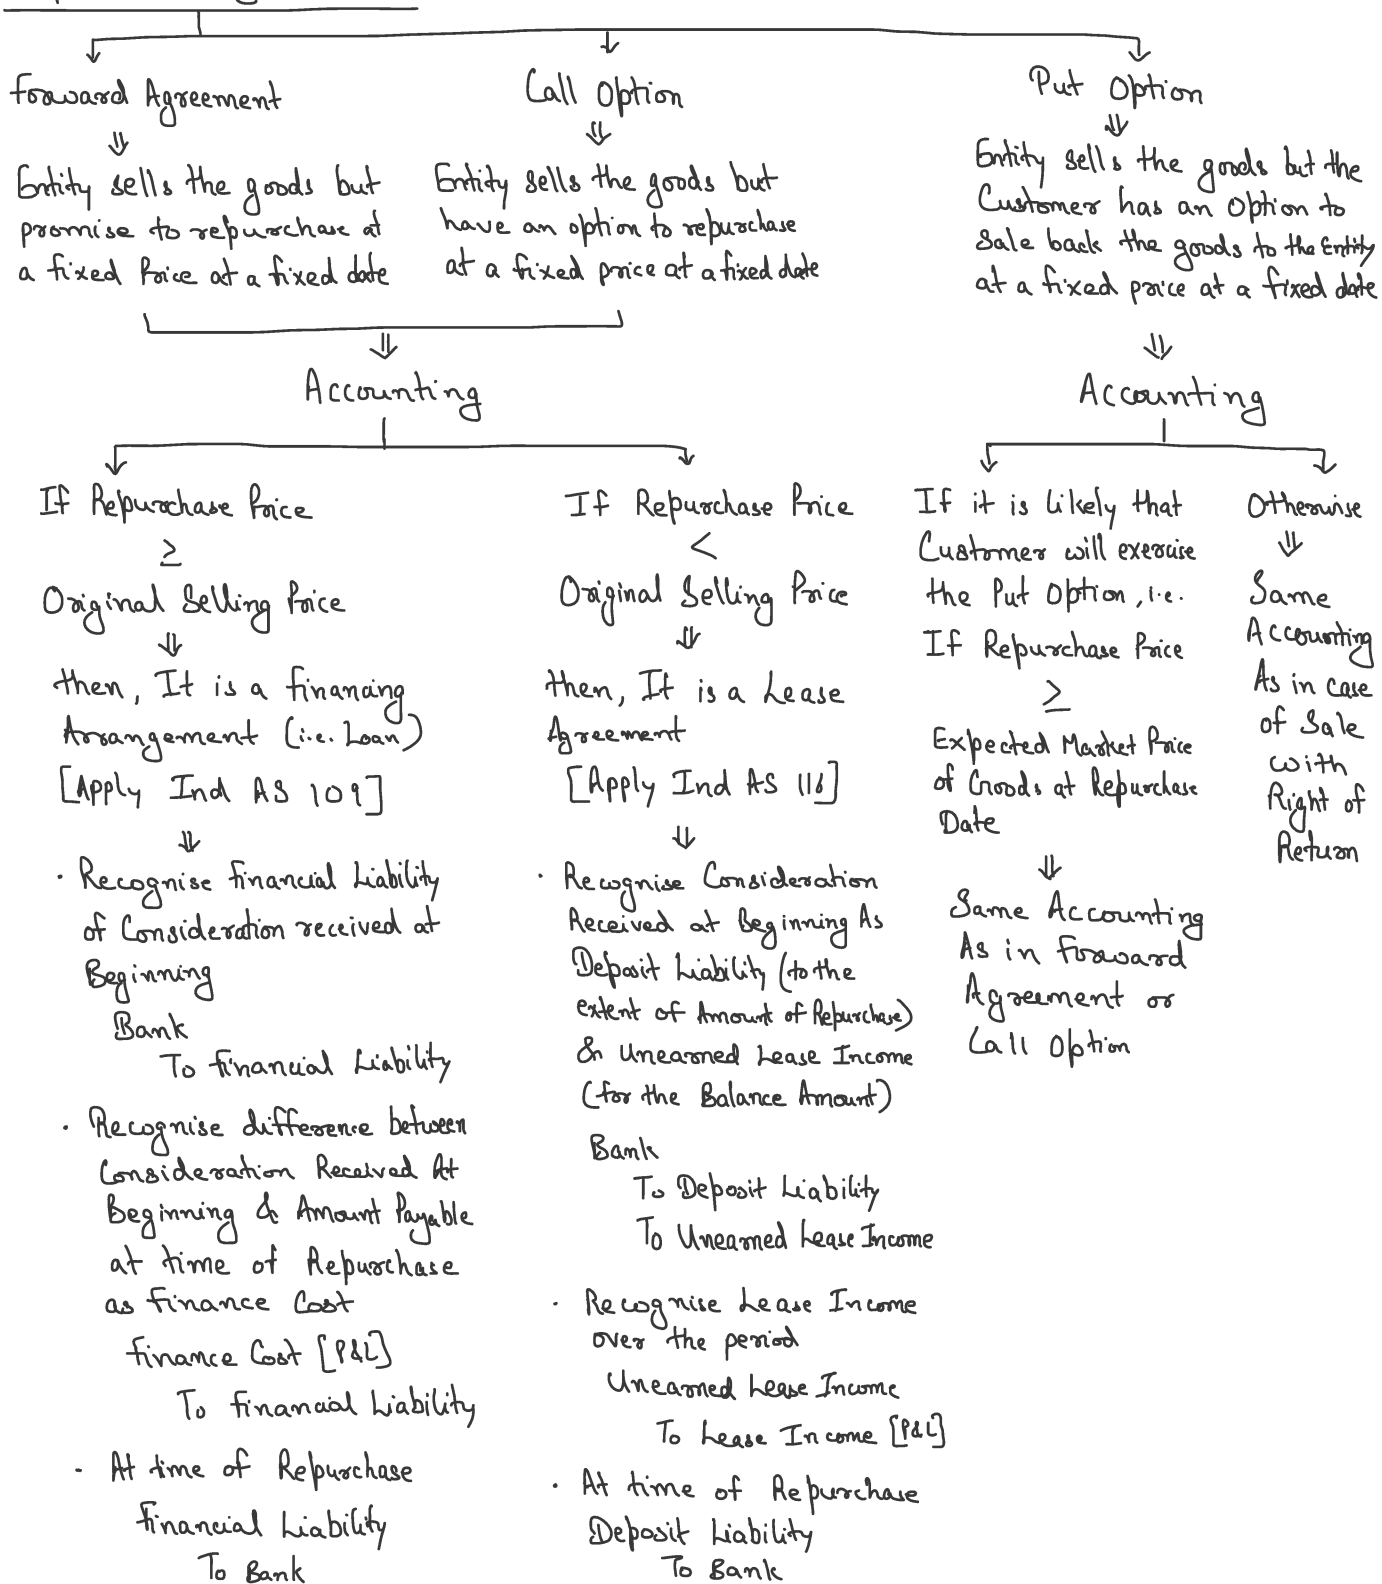 Forward Agreement
⇓
Entity sells the goods but
promise to repurchase at
a fixed Price at a fixed date
Call Option
⇓
Entity sells the goods but
have an option to repurchase
at a fixed price at a fixed date
Put Option
⇓
Entity sells the goods but the
Customer has an Option to
Sale back the goods to the Entity
at a fixed price at a fixed date
⇓
Accounting
If Repurchase Price
≥
Original Selling Price
⇓
then, It is a financing
Arrangement (i.e. Loan)
[Apply Ind AS 109]
⇓
· Recognise financial Liability
of Consideration received at
Beginning
Bank
To financial Liability
· Recognise difference between
Consideration Received At
Beginning & Amount Payable
at time of Repurchase
as finance Cost
finance Cost [P&L]
To financial Liability
· At time of Repurchase
financial Liability
To Bank
If Repurchase Price
<
Original Selling Price
⇓
then, It is a Lease
Agreement
[Apply Ind AS 116]
⇓
· Recognise Consideration
Received at Beginning As
Deposit Liability (to the
extent of Amount of Repurchase)
& Unearned Lease Income
(for the Balance Amount)
Bank
To Deposit Liability
To Unearned Lease Income
· Recognise Lease Income
over the period
Unearned Lease Income
To Lease Income [P&L]
· At time of Repurchase
Deposit Liability
To Bank
⇓
Accounting
If it is likely that
Customer will exercise
the Put Option, i.e.
If Repurchase Price
≥
Expected Market Price
of Goods at Repurchase
Date
⇓
Same Accounting
As in forward
Agreement or
Call Option
Otherwise
⇓
Same
Accounting
As in case
of Sale
with
Right of
Return